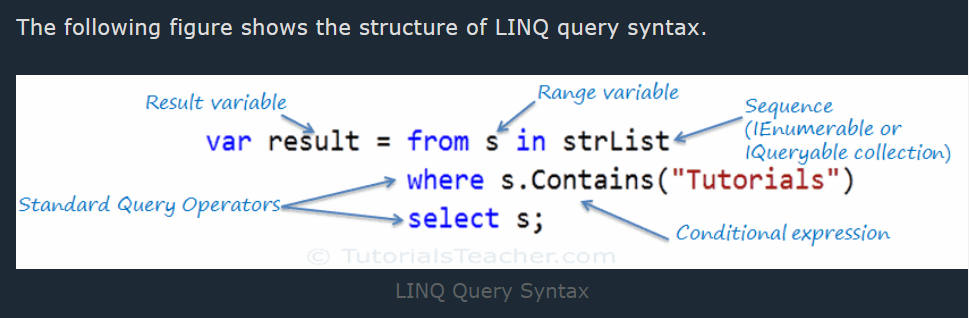 The following figure shows the structure of LINQ query syntax.
Result variable
Range variable
Sequence
(IEnumerable or
IQueryable collection)
var result = from s in strList
where s.Contains("Tutorials")
Standard Query Operators
select s;
Conditional expression
© TutorialsTeacher.com
LINQ Query Syntax